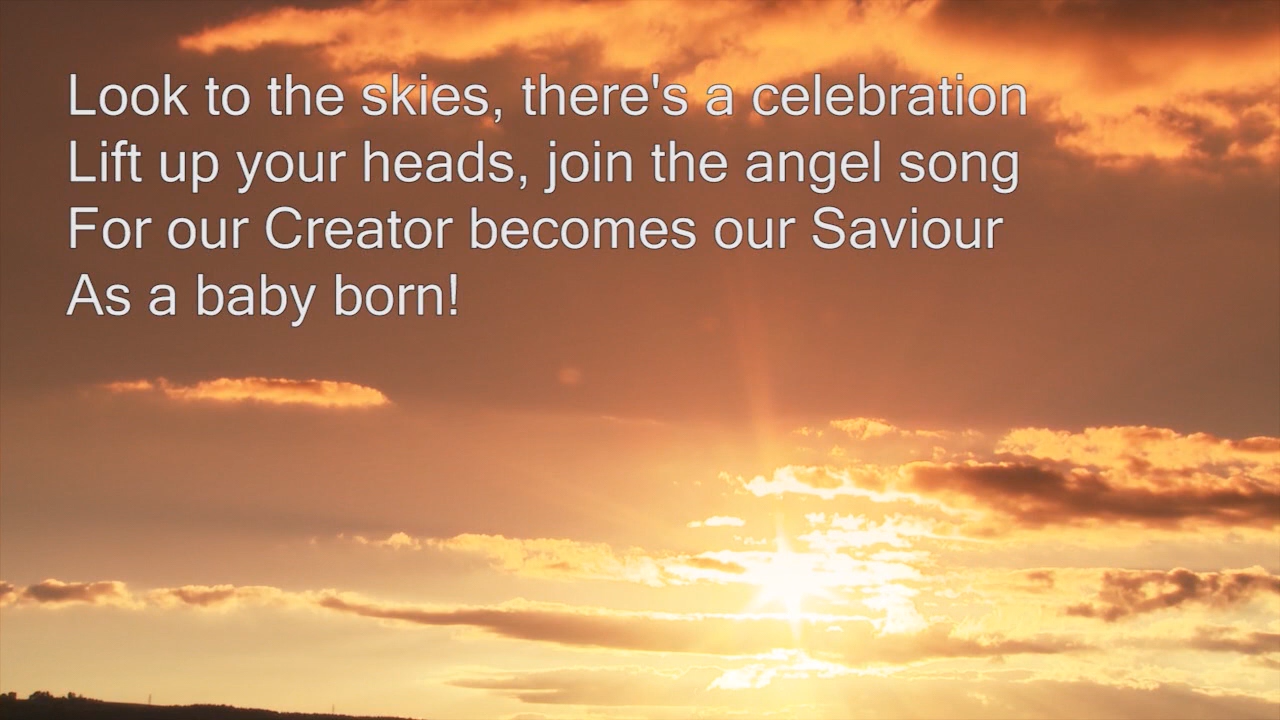 Look to the skies, there's a celebration
Lift up your heads, join the angel song
For our Creator becomes our Saviour
As a baby born!